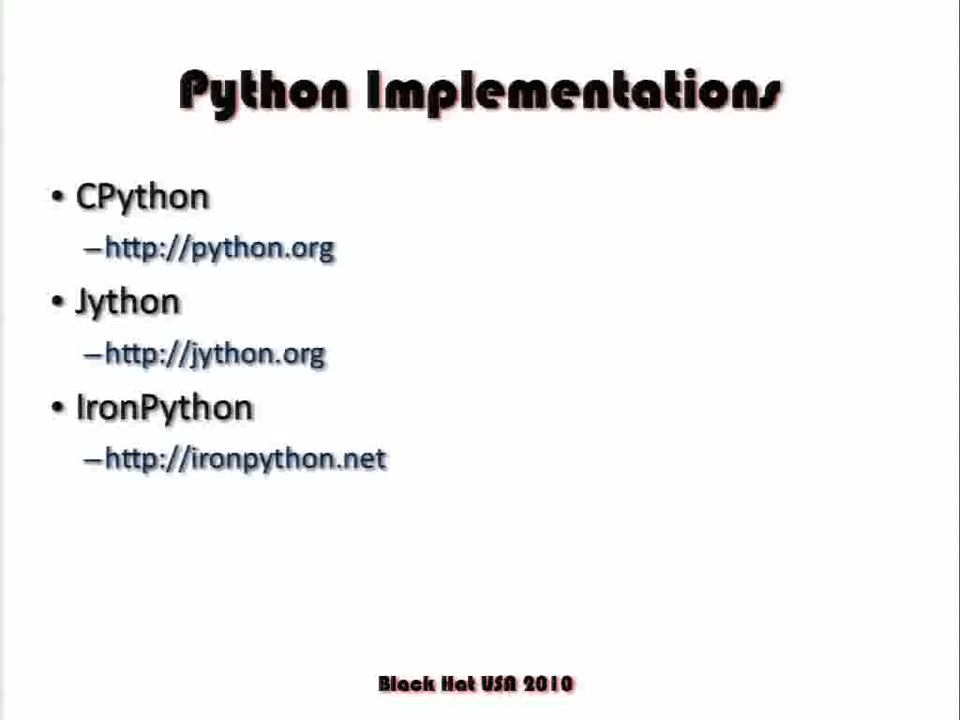 Python Implementations
• CPython
–http://python.org
• Jython
–http://jython.org
• IronPython
–http://ironpython.net
Black Hat USA 2010